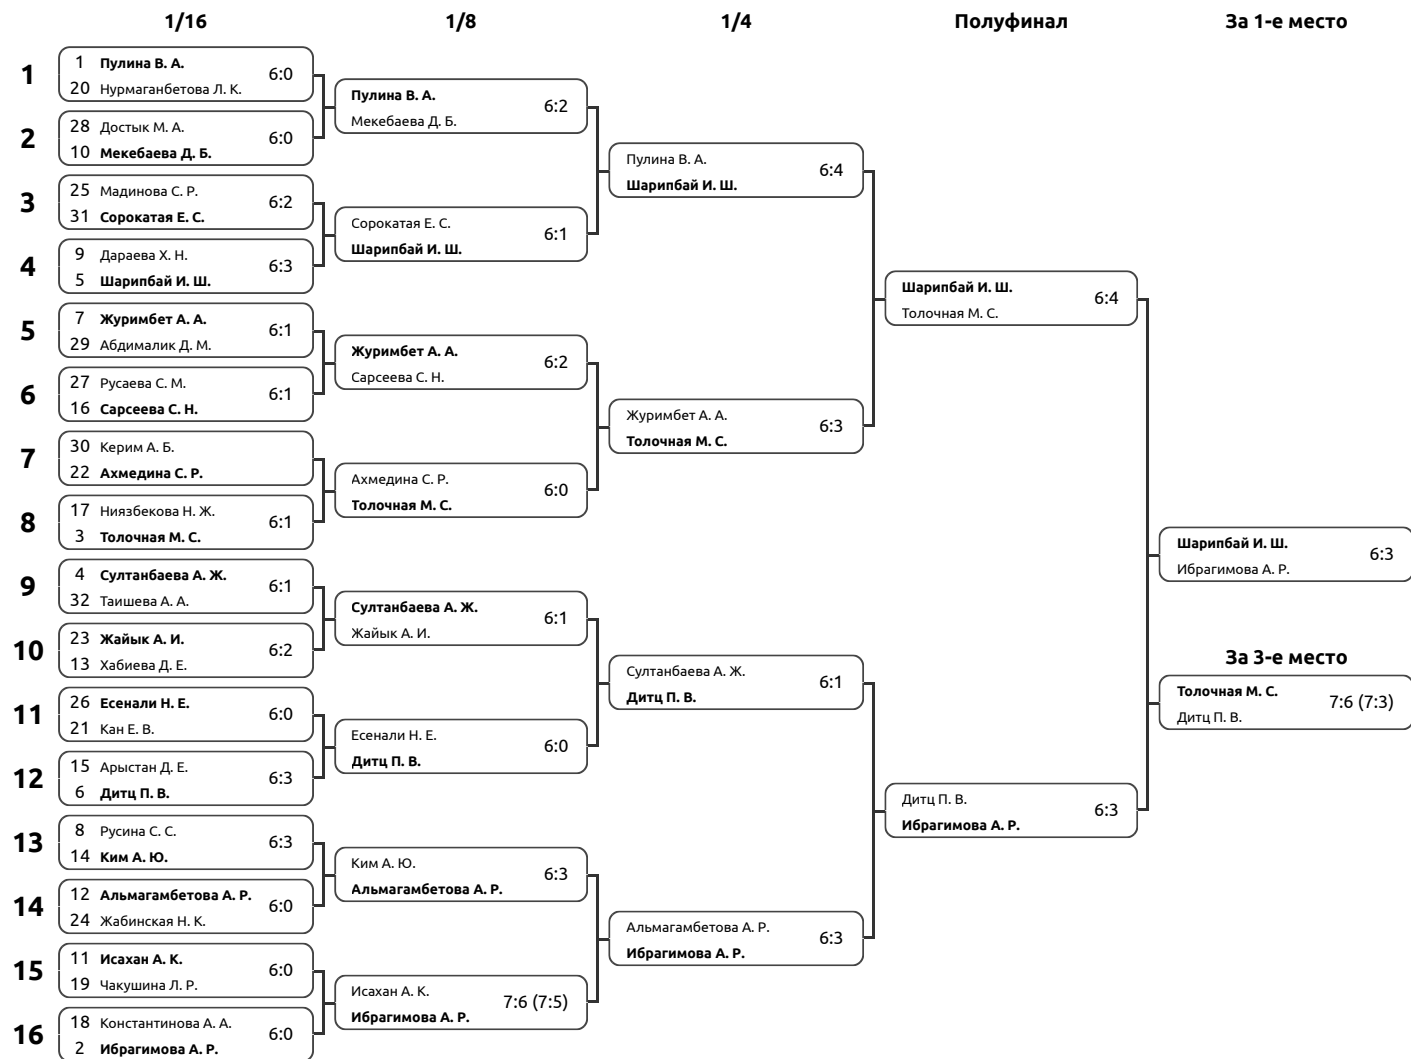 1/16
1/8
1/4
Полуфинал
За 1-е место
1
1 Пулина В. А.
20 Нурмаганбетова Л. К.
6:0
2
28 Достык М. А.
10 Мекебаева Д. Б.
6:0
3
25 Мадинова С. Р.
31 Сорокатая Е. С.
6:2
4
9 Дараева Х. Н.
5 Шарипбай И. Ш.
6:3
5
7 Журимбет А. А.
29 Абдималик Д. М.
6:1
6
27 Русаева С. М.
16 Сарсеева С. Н.
6:1
7
30 Керим А. Б.
22 Ахмедина С. Р.
8
17 Ниязбекова Н. Ж.
3 Толочная М. С.
6:1
9
4 Султанбаева А. Ж.
32 Таишева А. А.
6:1
10
23 Жайык А. И.
13 Хабиева Д. Е.
6:2
11
26 Есенали Н. Е.
21 Кан Е. В.
6:0
12
15 Арыстан Д. Е.
6 Дитц П. В.
6:3
13
8 Русина С. С.
14 Ким А. Ю.
6:3
14
12 Альмагамбетова А. Р.
24 Жабинская Н. К.
6:0
15
11 Исахан А. К.
19 Чакушина Л. Р.
6:0
16
18 Константинова А. А.
2 Ибрагимова А. Р.
6:0
Пулина В. А.
Мекебаева Д. Б.
6:2
Сорокатая Е. С.
Шарипбай И. Ш.
6:1
Журимбет А. А.
Сарсеева С. Н.
6:2
Ахмедина С. Р.
Толочная М. С.
6:0
Султанбаева А. Ж.
Жайык А. И.
6:1
Есенали Н. Е.
Дитц П. В.
6:0
Ким А. Ю.
Альмагамбетова А. Р.
6:3
Исахан А. К.
Ибрагимова А. Р.
7:6 (7:5)
Пулина В. А.
Шарипбай И. Ш.
6:4
Журимбет А. А.
Толочная М. С.
6:3
Султанбаева А. Ж.
Дитц П. В.
6:1
Альмагамбетова А. Р.
Ибрагимова А. Р.
6:3
Шарипбай И. Ш.
Толочная М. С.
6:4
Дитц П. В.
Ибрагимова А. Р.
6:3
Шарипбай И. Ш.
Ибрагимова А. Р.
6:3
За 3-е место
Толочная М. С.
Дитц П. В.
7:6 (7:3)